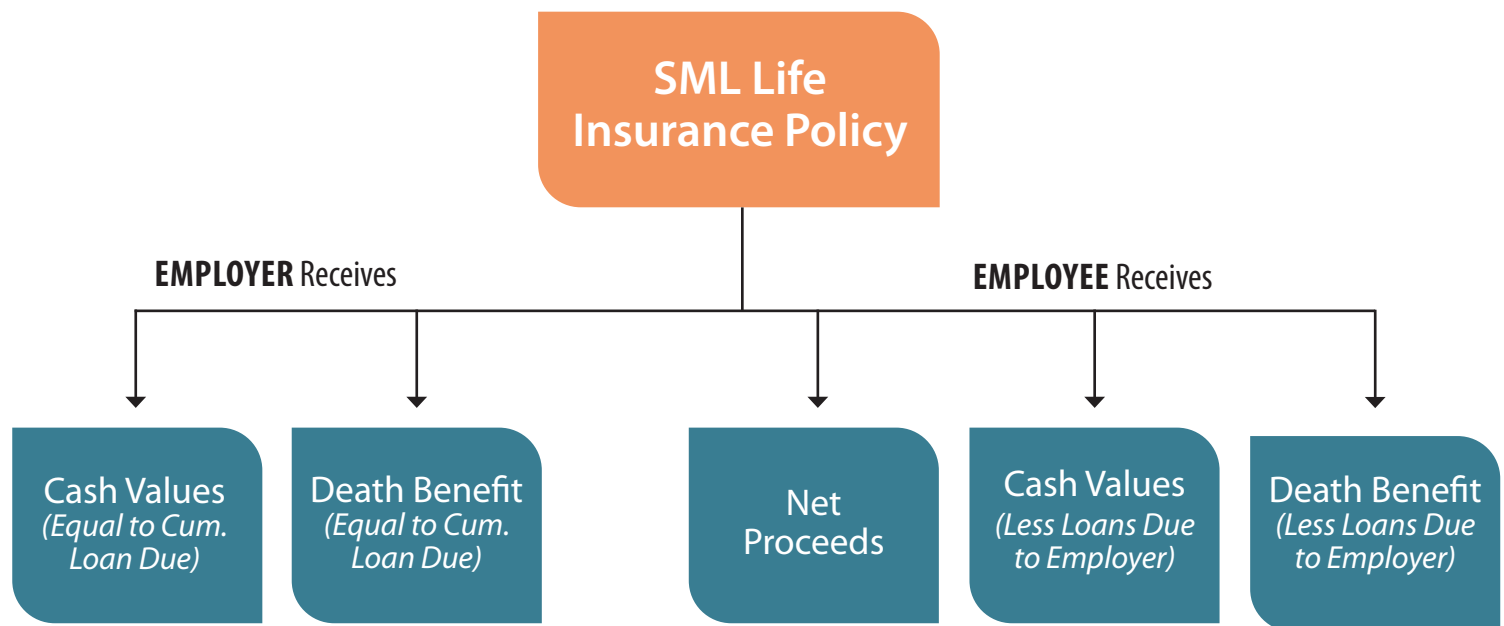 SML Life
Insurance Policy
EMPLOYER Receives
EMPLOYEE Receives
Cash Values
(Equal to Cum.
Loan Due)
Death Benefit
(Equal to Cum.
Loan Due)
Net
Proceeds
Cash Values
(Less Loans Due
to Employer)
Death Benefit
(Less Loans Due
to Employer)